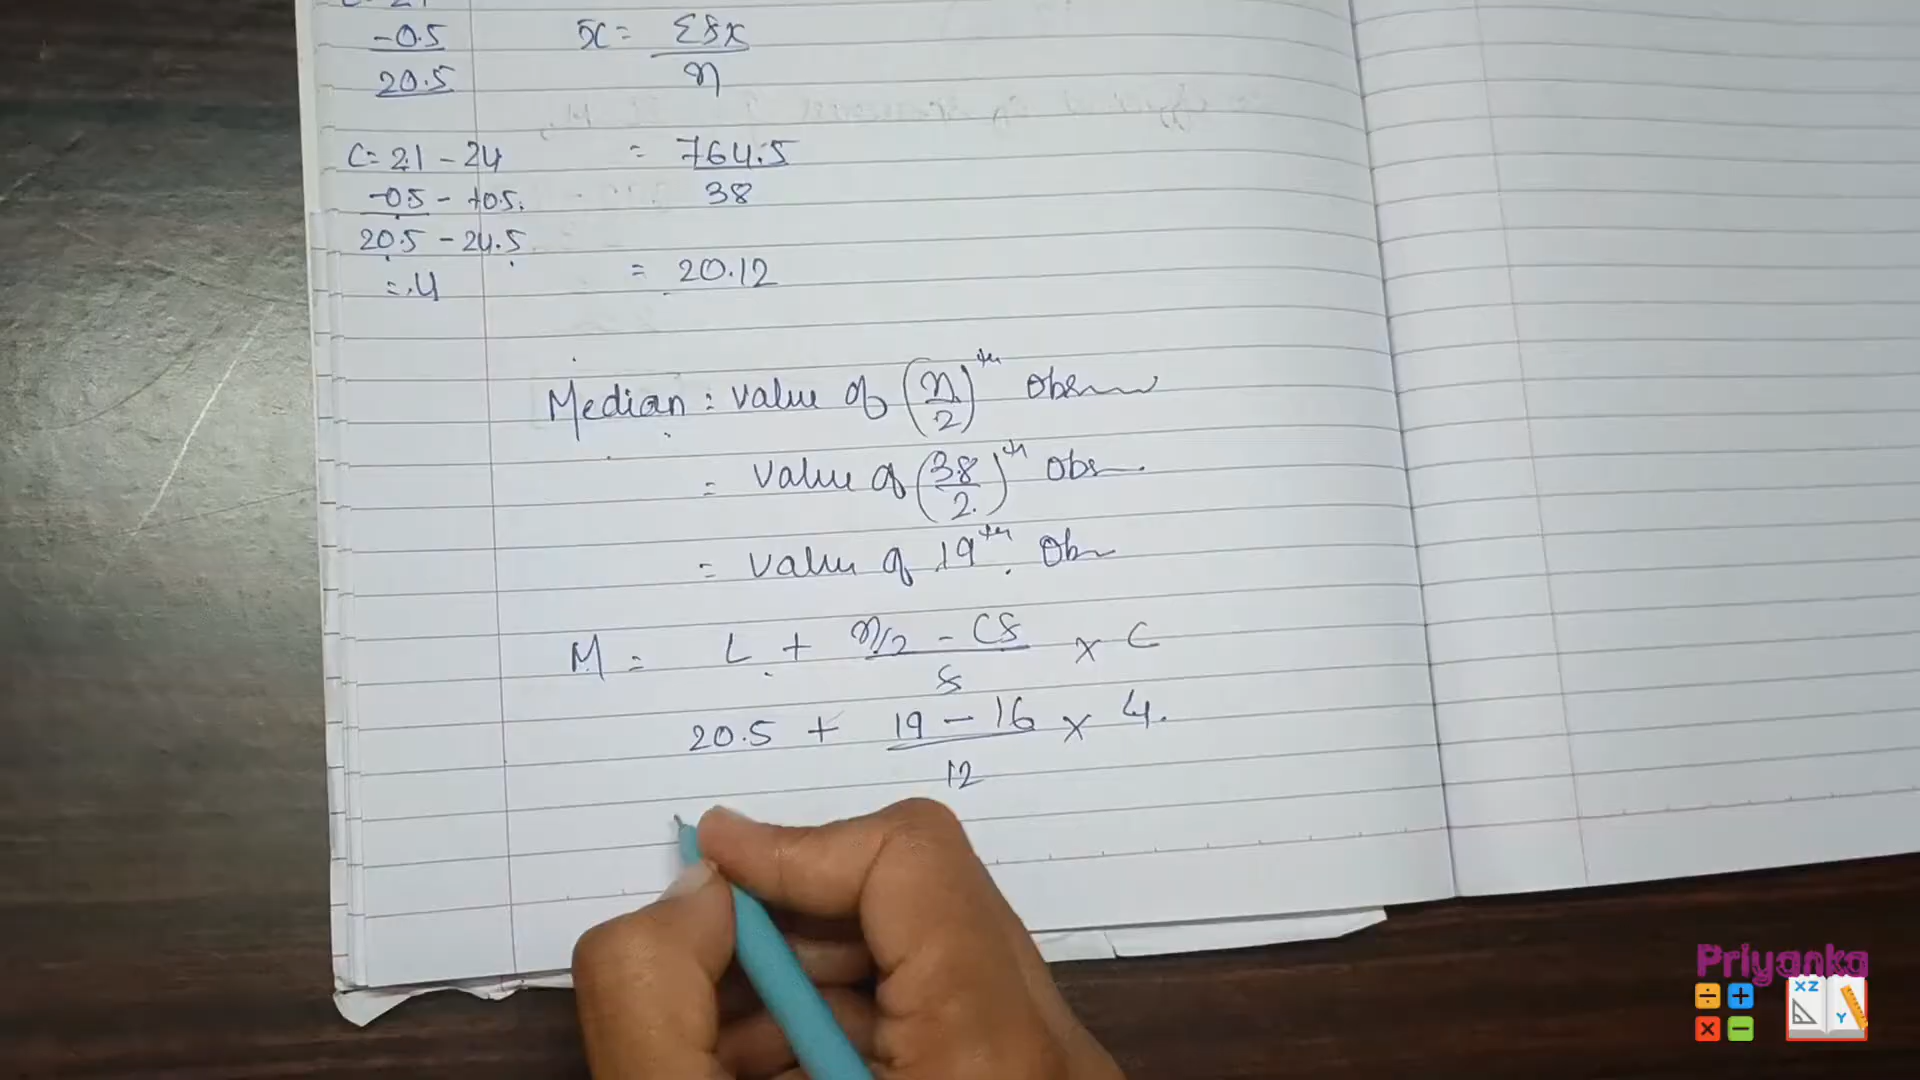 -0.5
20.5
C= 21 - 24
-0.5 - +0.5.
20.5 - 24.5
= .4
x̄ = Σfx
n
= 764.5
38
= 20.12
Median : value of (n/2)th Obs
= value of (38/2.)th Obs.
= value of 19th. Obs
M = L + n/2 - Cf × C
f
20.5 + 19 - 16 × 4.
12
Priyanka
÷ +
× −
XZ
Y